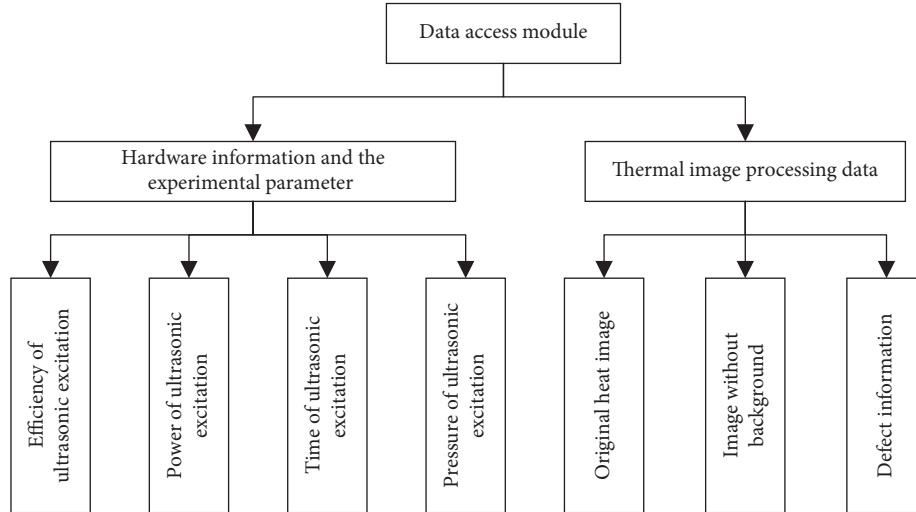 Data access module
Hardware information and the
experimental parameter
Thermal image processing data
Efficiency of
ultrasonic excitation
Power of ultrasonic
excitation
Time of ultrasonic
excitation
Pressure of ultrasonic
excitation
Original heat image
Image without
background
Defect information